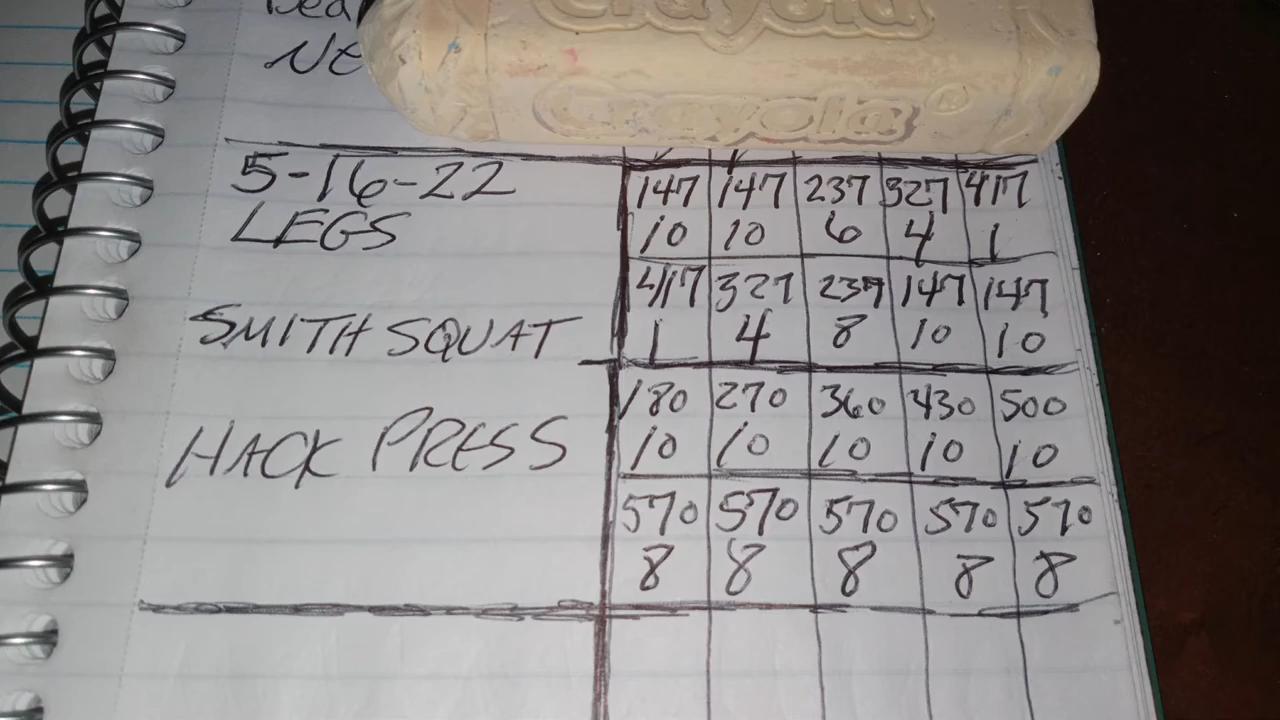 Crayola
Crayola®
5-16-22
LEGS
147 147 237 327 417
10 10 6 4 1
SMITH SQUAT
417 327 237 147 147
1 4 8 10 10
HACK PRESS
180 270 360 430 500
10 10 10 10 10
570 570 570 570 570
8 8 8 8 8